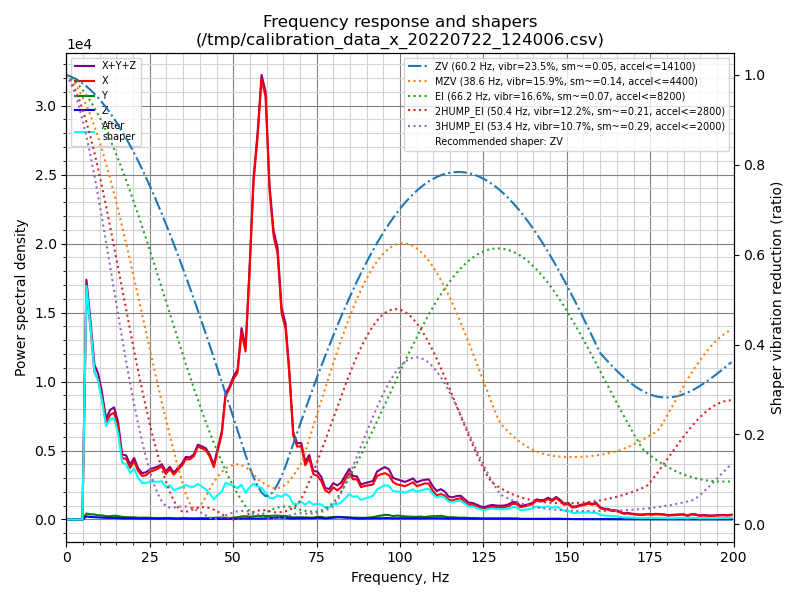 Frequency response and shapers
(/tmp/calibration_data_x_20220722_124006.csv)
1e4
X+Y+Z
X
Y
Z
After
shaper
ZV (60.2 Hz, vibr=23.5%, sm~=0.05, accel<=14100)
MZV (38.6 Hz, vibr=15.9%, sm~=0.14, accel<=4400)
EI (66.2 Hz, vibr=16.6%, sm~=0.07, accel<=8200)
2HUMP_EI (50.4 Hz, vibr=12.2%, sm~=0.21, accel<=2800)
3HUMP_EI (53.4 Hz, vibr=10.7%, sm~=0.29, accel<=2000)
Recommended shaper: ZV
Power spectral density
3.0
2.5
2.0
1.5
1.0
0.5
0.0
1.0
0.8
0.6
0.4
0.2
0.0
Shaper vibration reduction (ratio)
0 25 50 75 100 125 150 175 200
Frequency, Hz